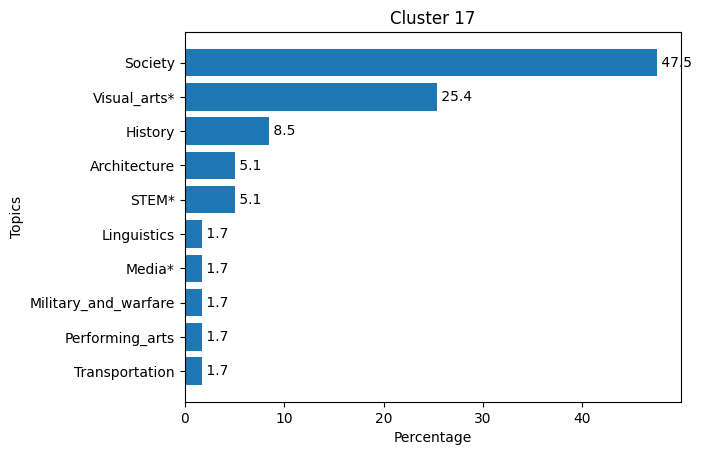 Cluster 17
Topics
Society 47.5
Visual_arts* 25.4
History 8.5
Architecture 5.1
STEM* 5.1
Linguistics 1.7
Media* 1.7
Military_and_warfare 1.7
Performing_arts 1.7
Transportation 1.7
0 10 20 30 40
Percentage